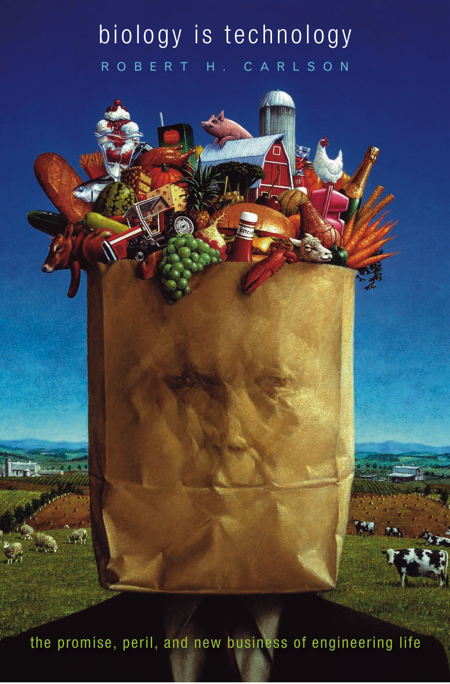 biology is technology
ROBERT H. CARLSON
the promise, peril, and new business of engineering life